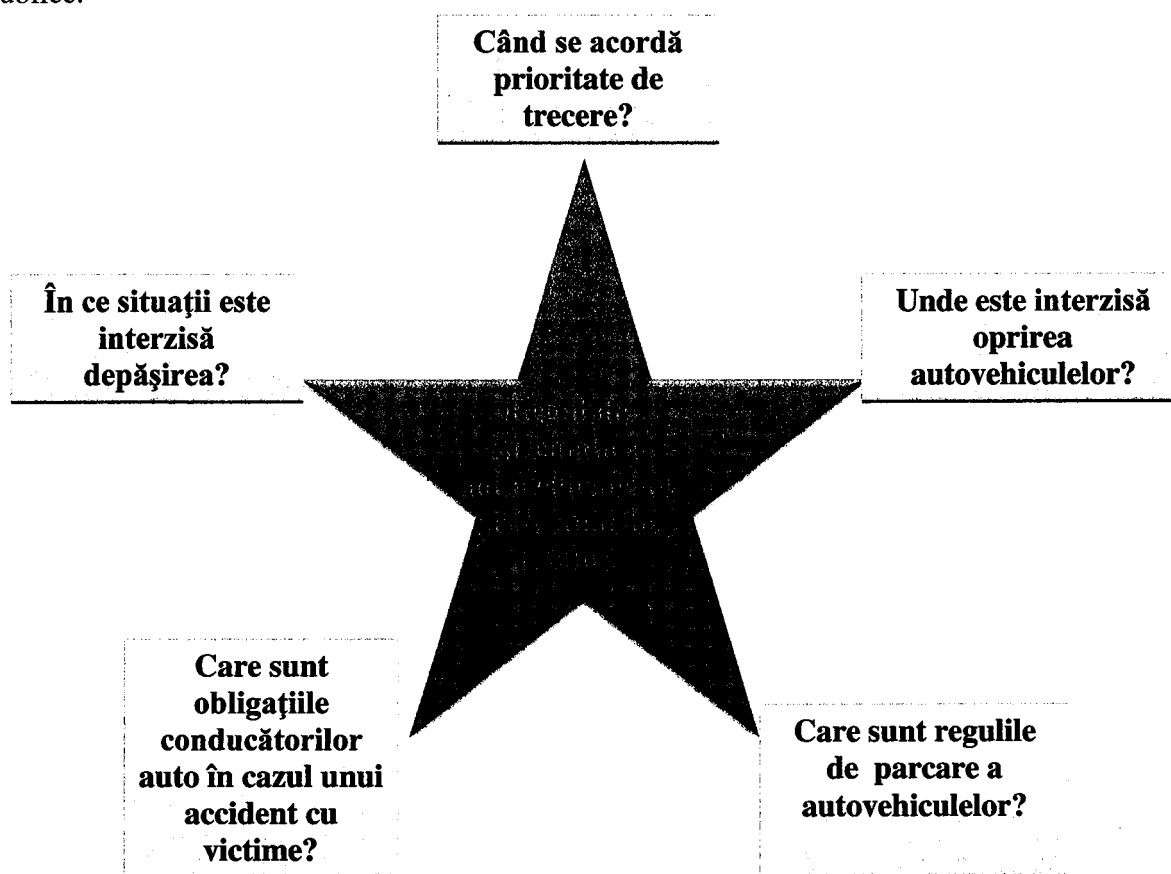 Când se acordă
prioritate de
trecere?
În ce situaţii este
interzisă
depăşirea?
Unde este interzisă
oprirea
autovehiculelor?
Care sunt
obligaţiile
conducătorilor
auto în cazul unui
accident cu
victime?
Care sunt regulile
de parcare a
autovehiculelor?